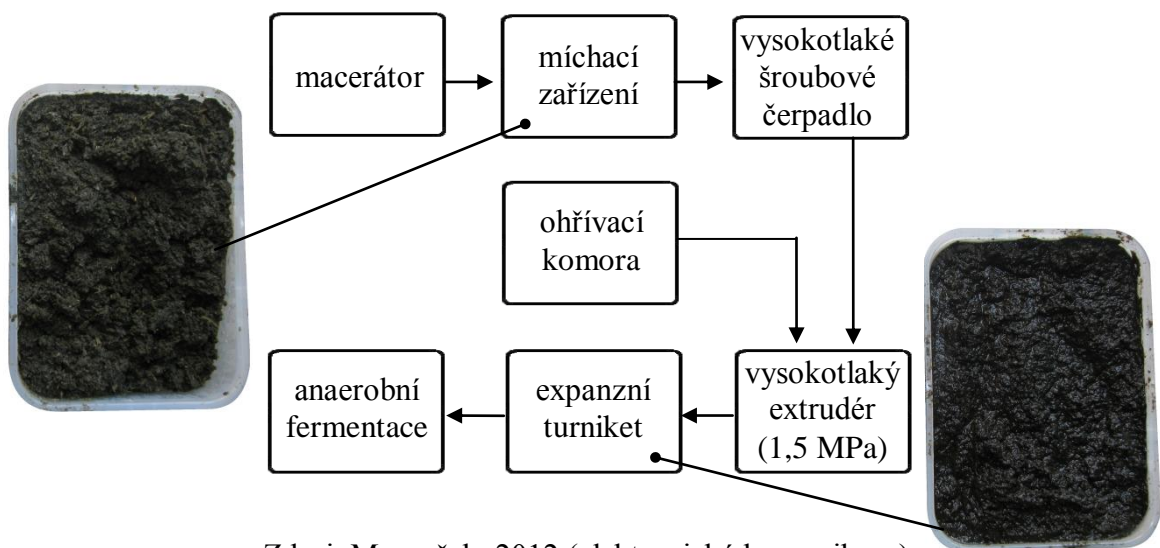 macerátor
míchací
zařízení
vysokotlaké
šroubové
čerpadlo
ohřívací
komora
anaerobní
fermentace
expanzní
turniket
vysokotlaký
extrudér
(1,5 MPa)